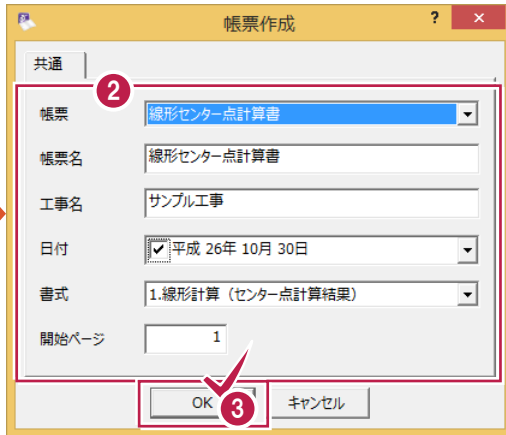 帳票作成
? ×
共通
2
帳票 線形センター点計算書
帳票名 線形センター点計算書
工事名 サンプル工事
日付 平成 26年 10月 30日
書式 1.線形計算（センター点計算結果）
開始ページ 1
OK キャンセル
3